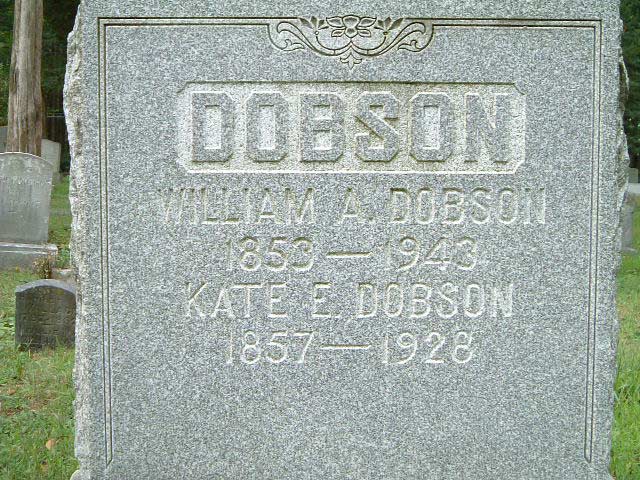 DOBSON
WILLIAM A. DOBSON
1853 — 1943
KATE E. DOBSON
1857 — 1928